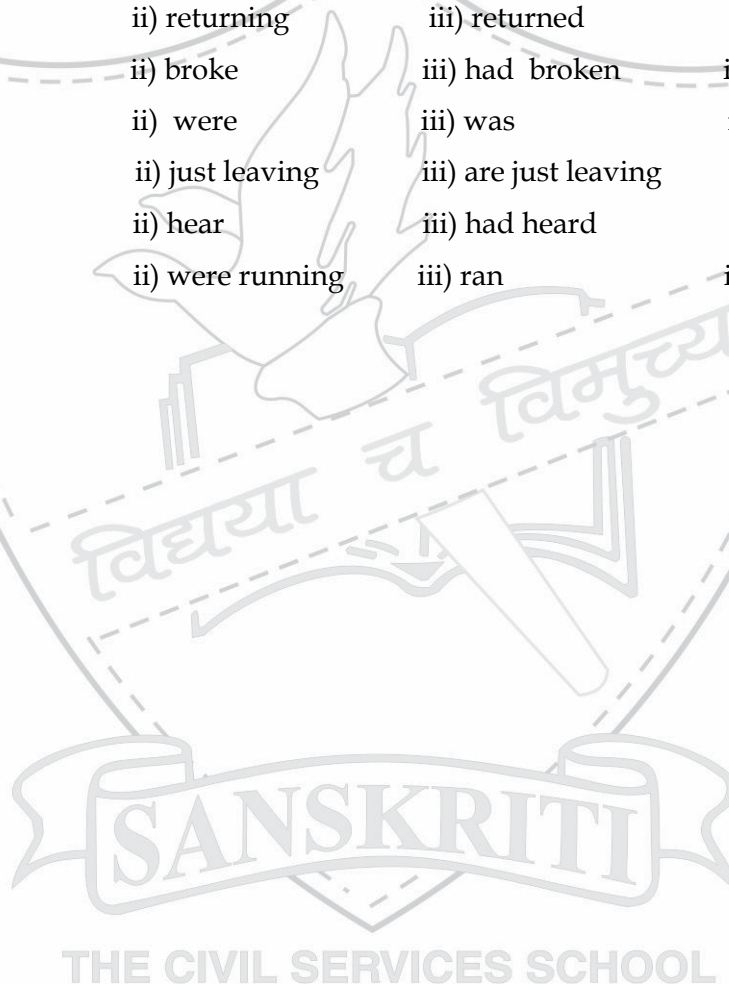 ii) returning iii) returned
ii) broke iii) had broken i
ii) were iii) was
ii) just leaving iii) are just leaving
ii) hear iii) had heard
ii) were running iii) ran i
विद्यया च विमुच्य
SANSKRITI
THE CIVIL SERVICES SCHOOL